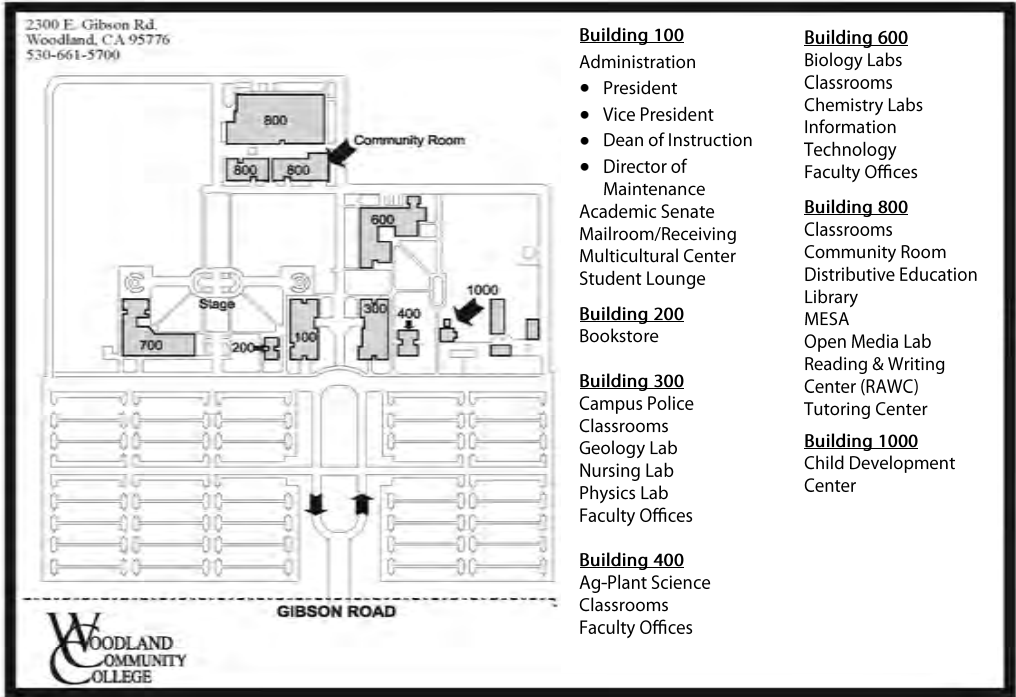 2300 E. Gibson Rd.
Woodland, CA 95776
530-661-5700
800
Community Room
800
800
600
1000
Stage
300
400
100
700
200
GIBSON ROAD
WOODLAND
COMMUNITY
COLLEGE
Building 100
Administration
• President
• Vice President
• Dean of Instruction
• Director of
Maintenance
Academic Senate
Mailroom/Receiving
Multicultural Center
Student Lounge
Building 200
Bookstore
Building 300
Campus Police
Classrooms
Geology Lab
Nursing Lab
Physics Lab
Faculty Offices
Building 400
Ag-Plant Science
Classrooms
Faculty Offices
Building 600
Biology Labs
Classrooms
Chemistry Labs
Information
Technology
Faculty Offices
Building 800
Classrooms
Community Room
Distributive Education
Library
MESA
Open Media Lab
Reading & Writing
Center (RAWC)
Tutoring Center
Building 1000
Child Development
Center